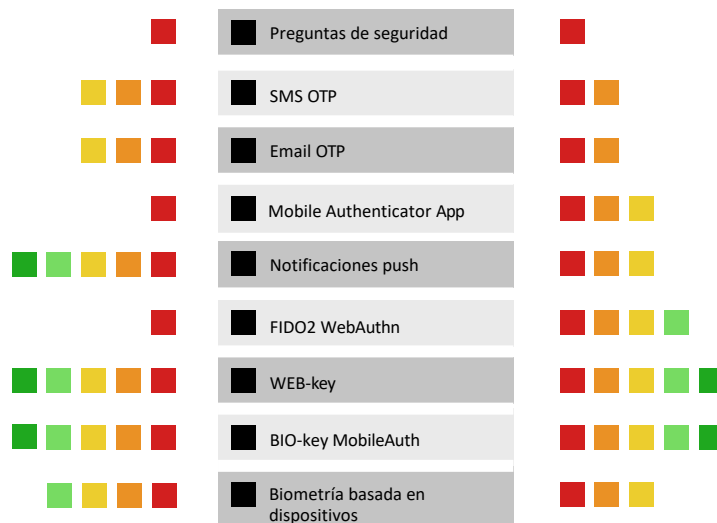 Preguntas de seguridad
SMS OTP
Email OTP
Mobile Authenticator App
Notificaciones push
FIDO2 WebAuthn
WEB-key
BIO-key MobileAuth
Biometría basada en
dispositivos